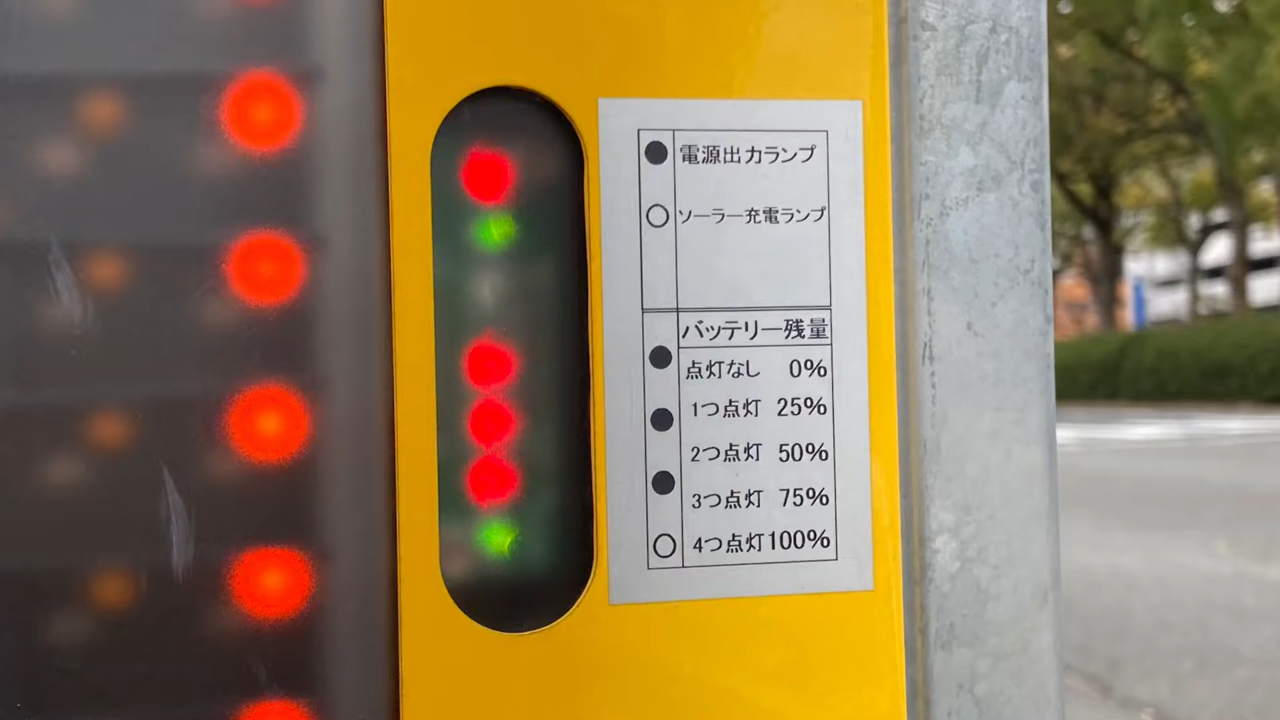 電源出力ランプ
ソーラー充電ランプ
バッテリー残量
点灯なし 0%
1つ点灯 25%
2つ点灯 50%
3つ点灯 75%
4つ点灯100%